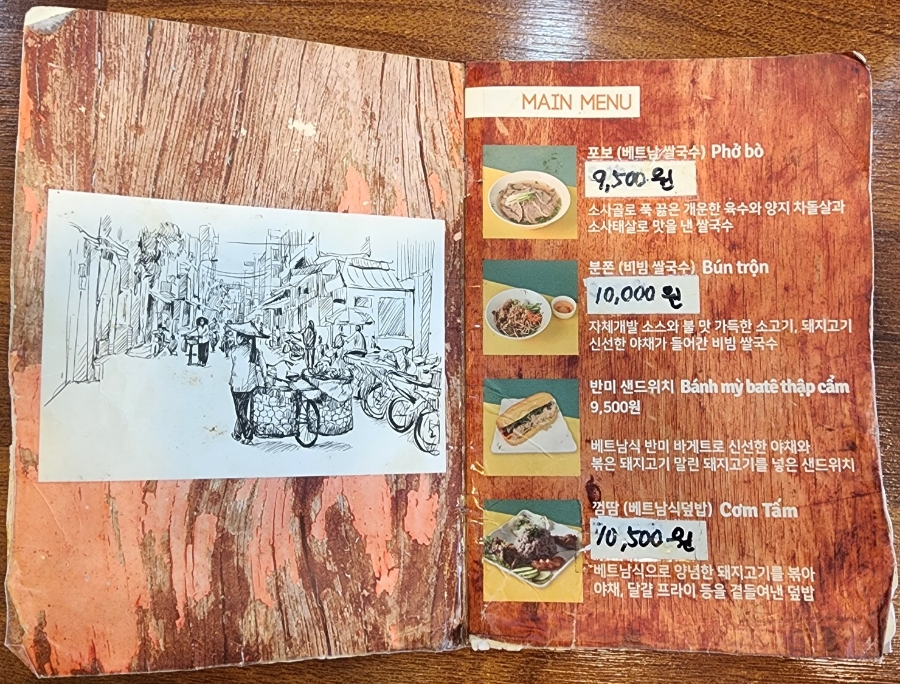 MAIN MENU
포보 (베트남 쌀국수) Phở bò
9,500원
소사골로 푹 끓은 개운한 육수와 양지 차돌살과
소사태살로 맛을 낸 쌀국수
분쫀 (비빔 쌀국수) Bún trộn
10,000원
자체개발 소스와 불 맛 가득한 소고기, 돼지고기
신선한 야채가 들어간 비빔 쌀국수
반미 샌드위치 Bánh mỳ batê thập cẩm
9,500원
베트남식 반미 바게트로 신선한 야채와
볶은 돼지고기 말린 돼지고기를 넣은 샌드위치
껌땀 (베트남식덮밥) Cơm Tấm
10,500원
베트남식으로 양념한 돼지고기를 볶아
야채, 달걀 프라이 등을 곁들여낸 덮밥